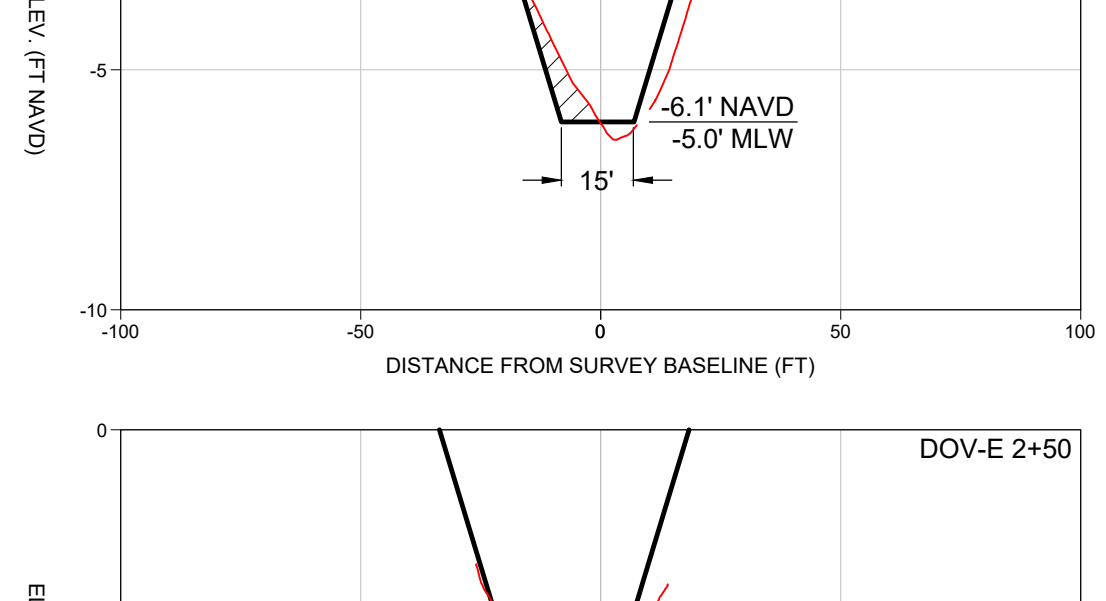 LEV. (FT NAVD)
-5
-6.1' NAVD
-5.0' MLW
15'
-10
-100
-50
0
50
100
DISTANCE FROM SURVEY BASELINE (FT)
0
DOV-E 2+50
El